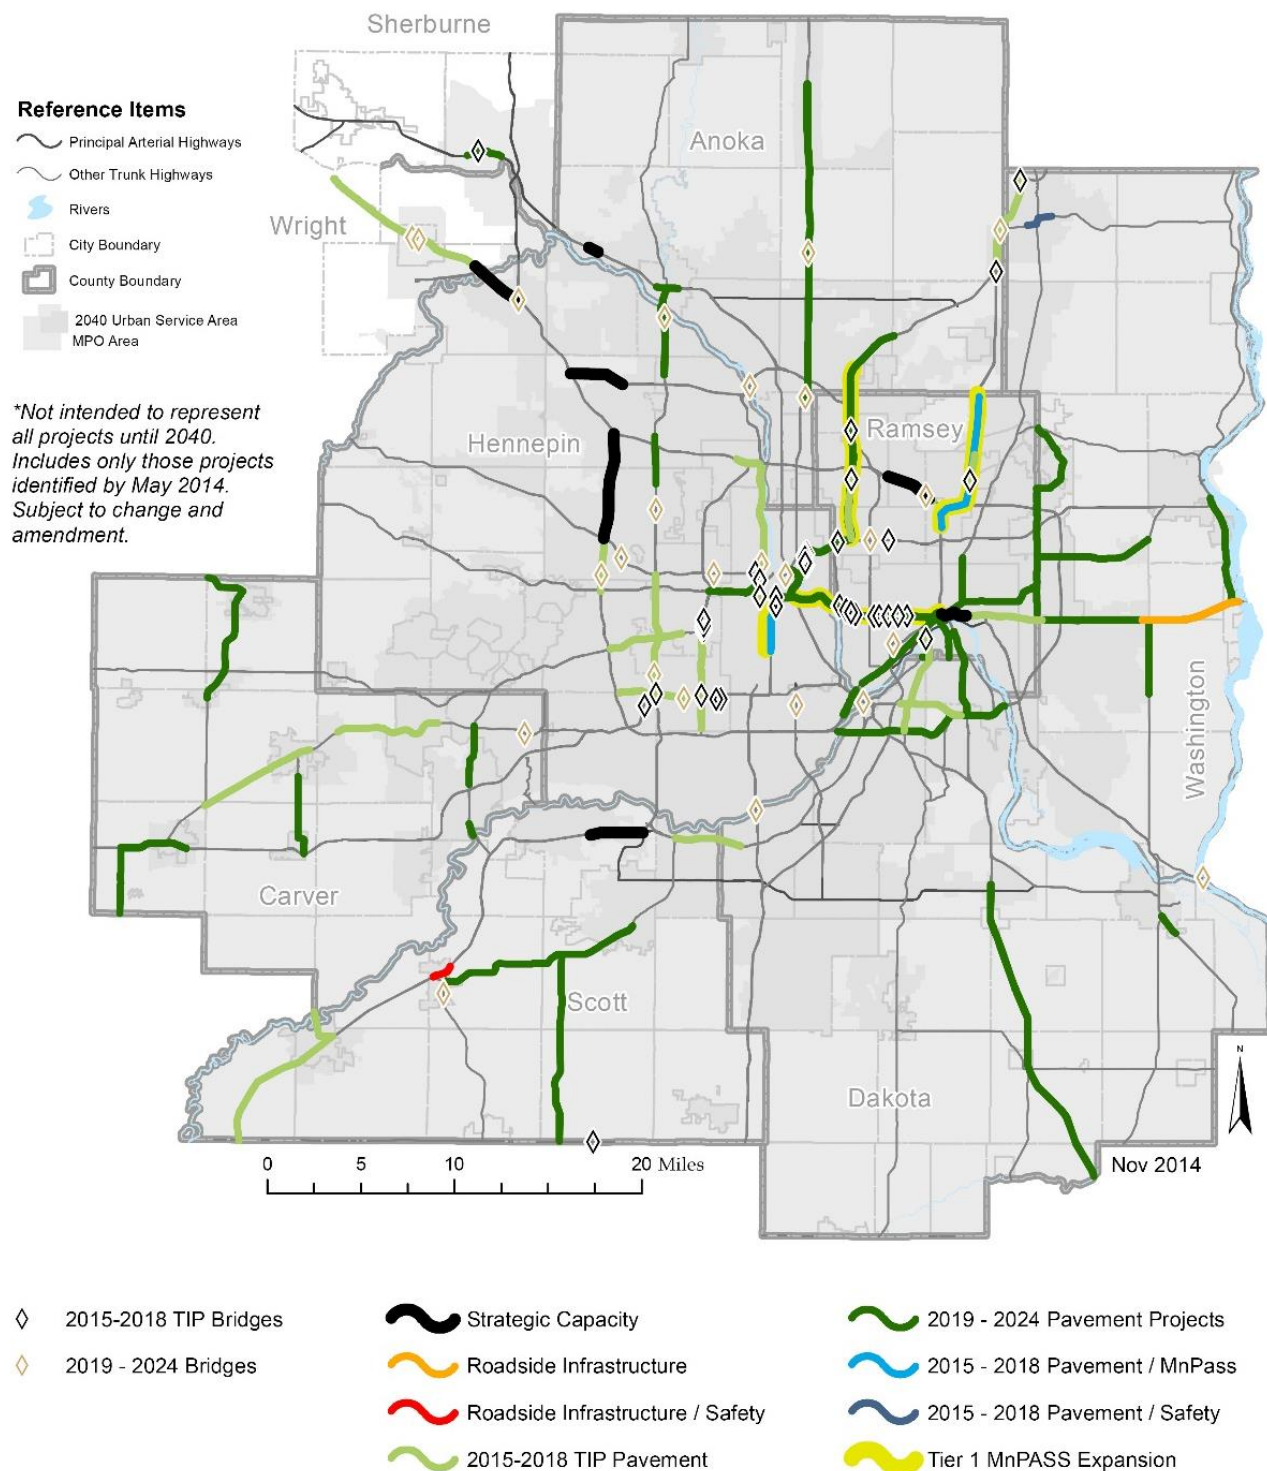 Sherburne
Reference Items
Principal Arterial Highways
Other Trunk Highways
Rivers
City Boundary
County Boundary
2040 Urban Service Area
MPO Area
*Not intended to represent
all projects until 2040.
Includes only those projects
identified by May 2014.
Subject to change and
amendment.
Anoka
Wright
Hennepin
Ramsey
Washington
Carver
Scott
Dakota
N
0 5 10 20 Miles
Nov 2014
2015-2018 TIP Bridges
2019 - 2024 Bridges
Strategic Capacity
Roadside Infrastructure
Roadside Infrastructure / Safety
2015-2018 TIP Pavement
2019 - 2024 Pavement Projects
2015 - 2018 Pavement / MnPass
2015 - 2018 Pavement / Safety
Tier 1 MnPASS Expansion